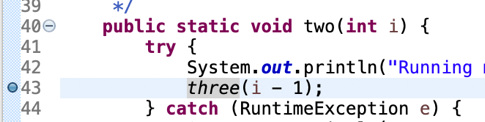 39 */
40 public static void two(int i) {
41 try {
42 System.out.println("Running
43 three(i - 1);
44 } catch (RuntimeException e) {